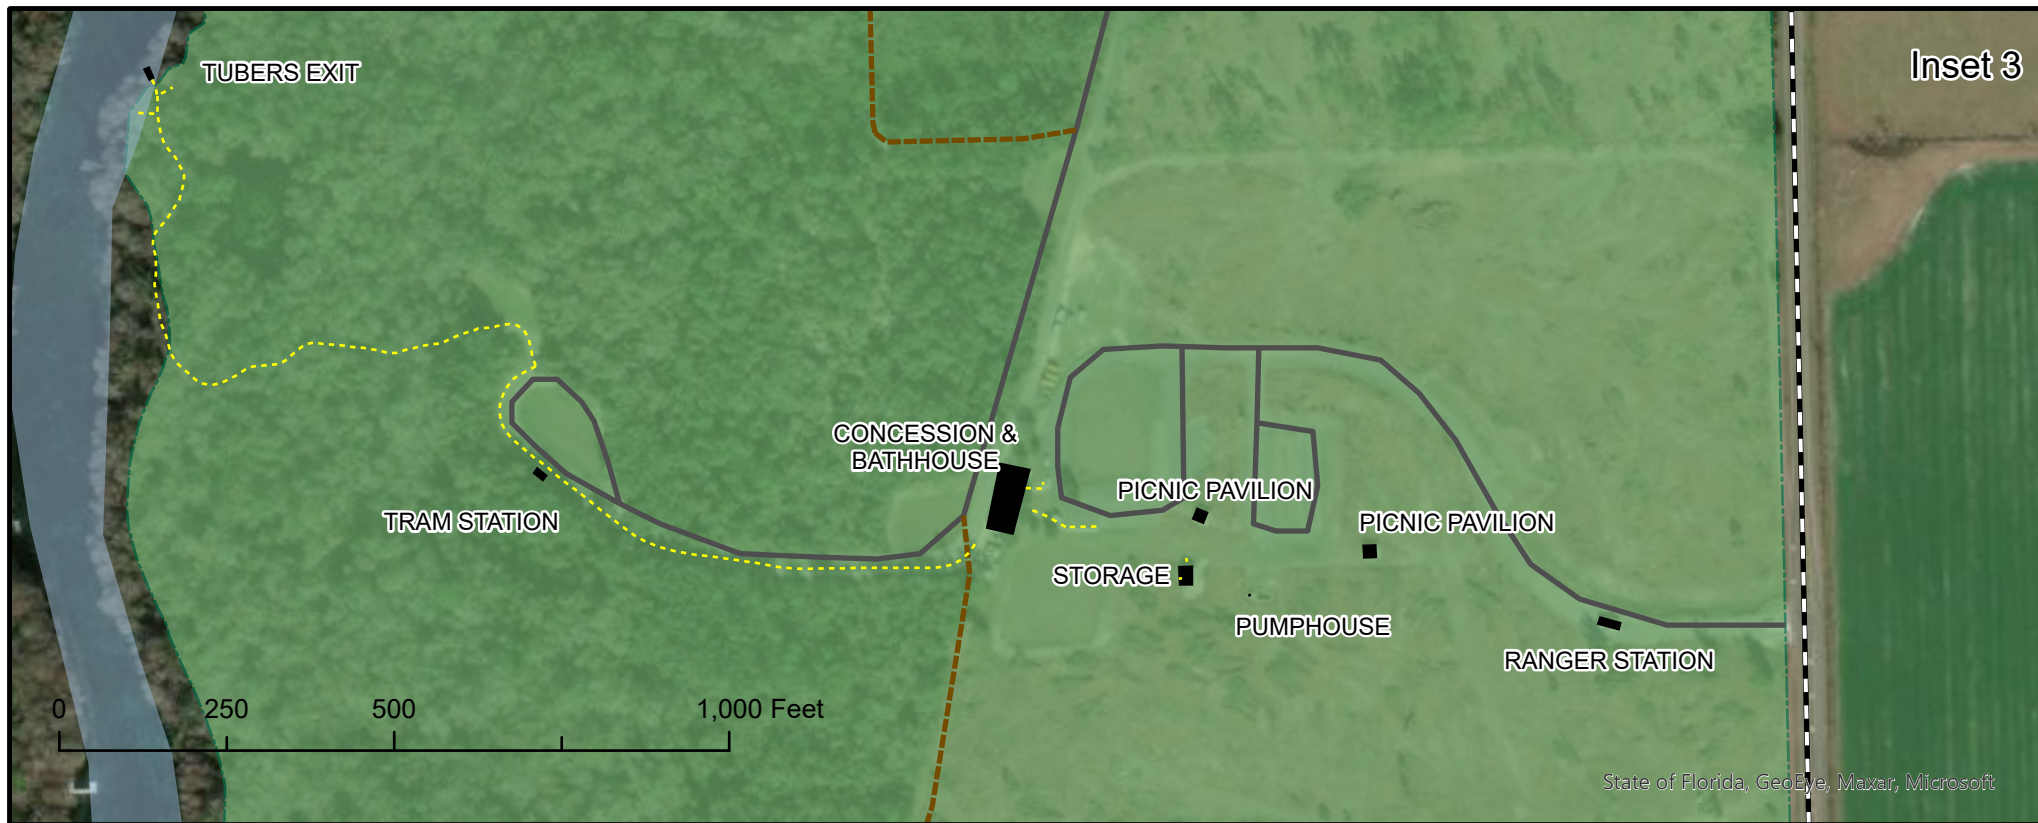 Inset 3
TUBERS EXIT
CONCESSION &
BATHHOUSE
PICNIC PAVILION
TRAM STATION
PICNIC PAVILION
STORAGE
PUMPHOUSE
RANGER STATION
0 250 500 1,000 Feet
State of Florida, GeoEye, Maxar, Microsoft